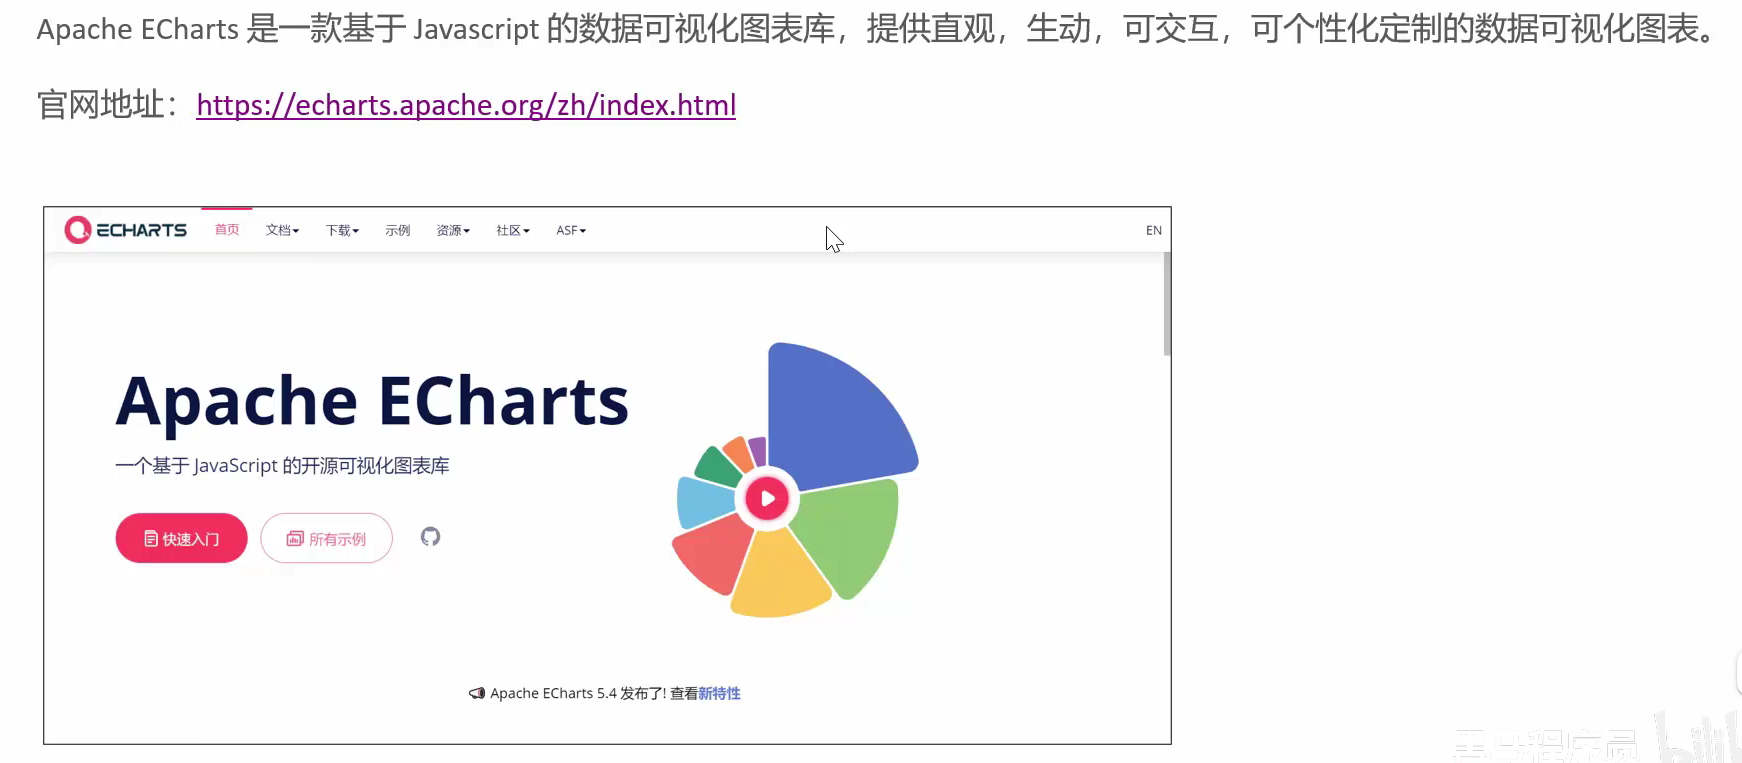 Apache ECharts 是一款基于 Javascript 的数据可视化图表库，提供直观，生动，可交互，可个性化定制的数据可视化图表。
官网地址：https://echarts.apache.org/zh/index.html
ECHARTS 首页 文档 下载 示例 资源 社区 ASF EN
Apache ECharts
一个基于 JavaScript 的开源可视化图表库
快速入门 所有示例
Apache ECharts 5.4 发布了! 查看新特性
黑马程序员